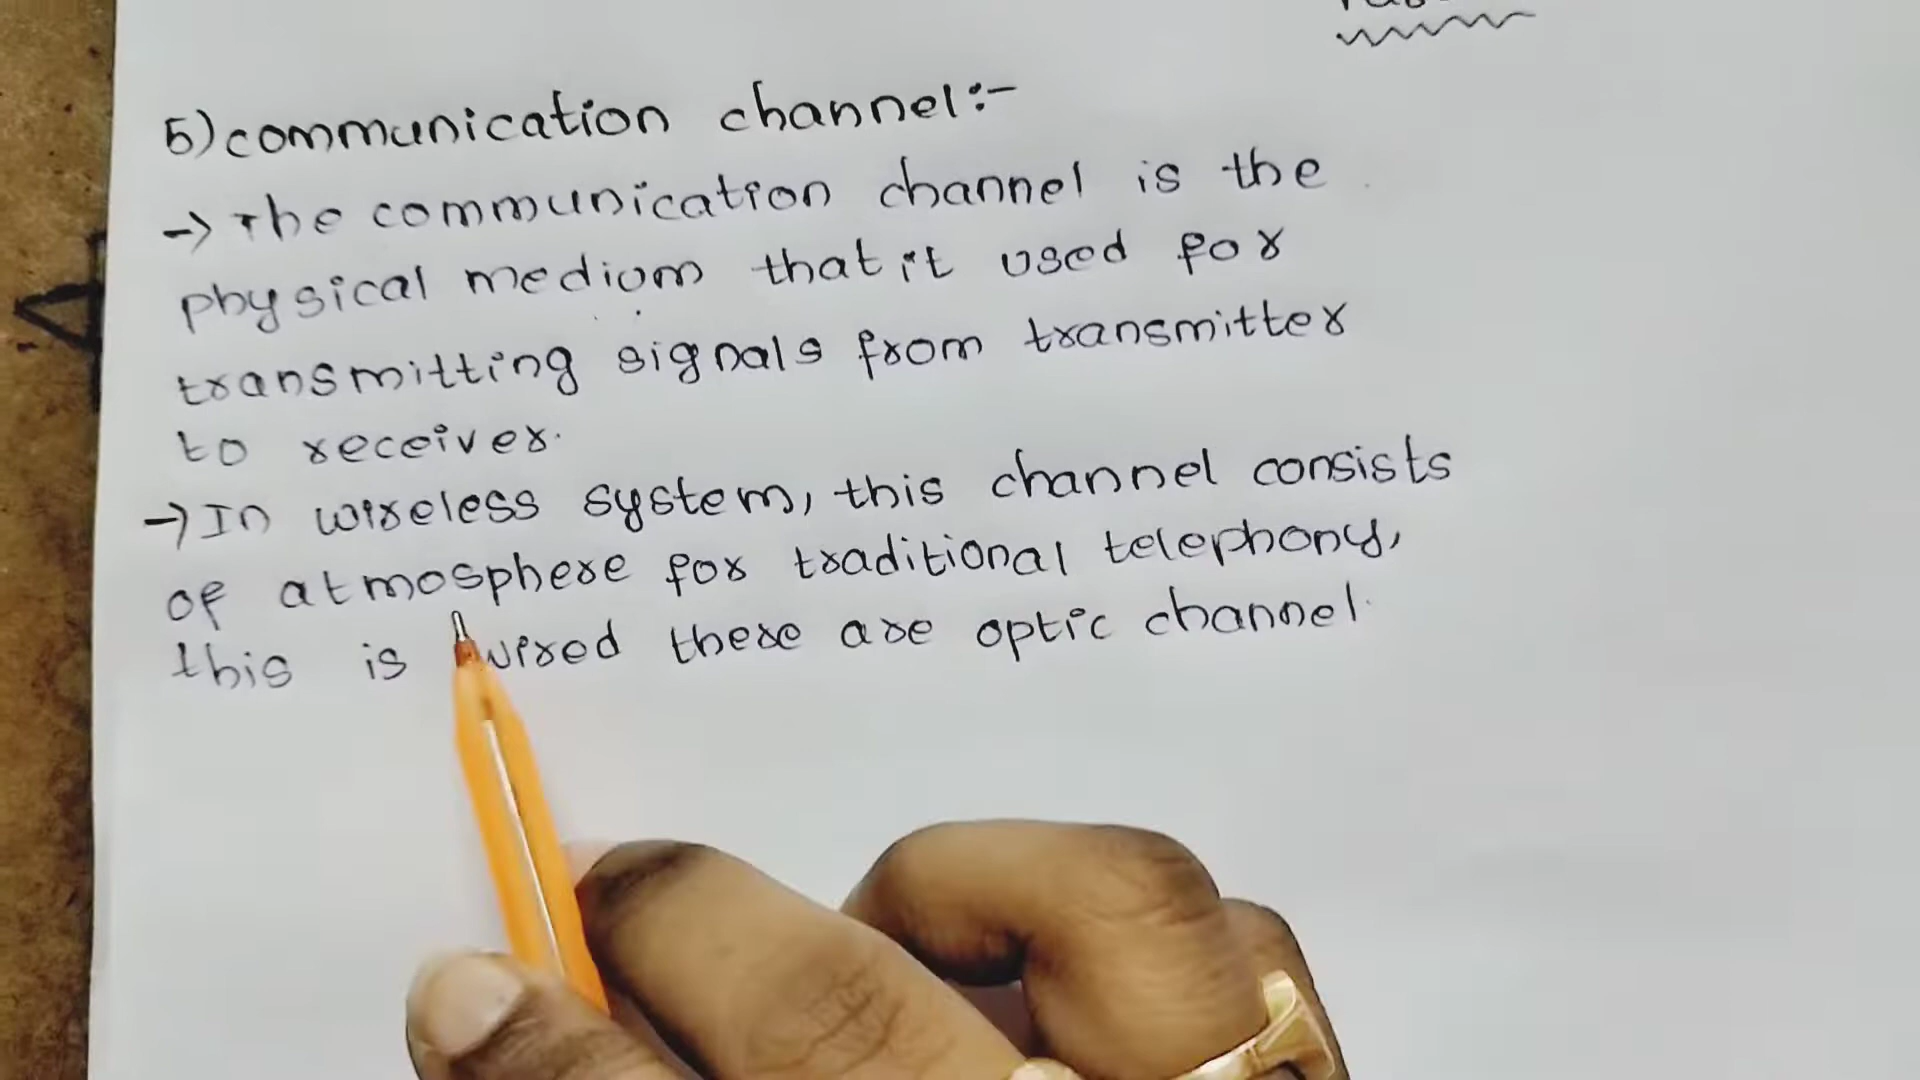 5) communication channel:-
→ The communication channel is the
physical medium that it used for
transmitting signals from transmitter
to receiver.
→ In wireless system, this channel consists
of atmosphere for traditional telephony,
this is wired there are optic channel.